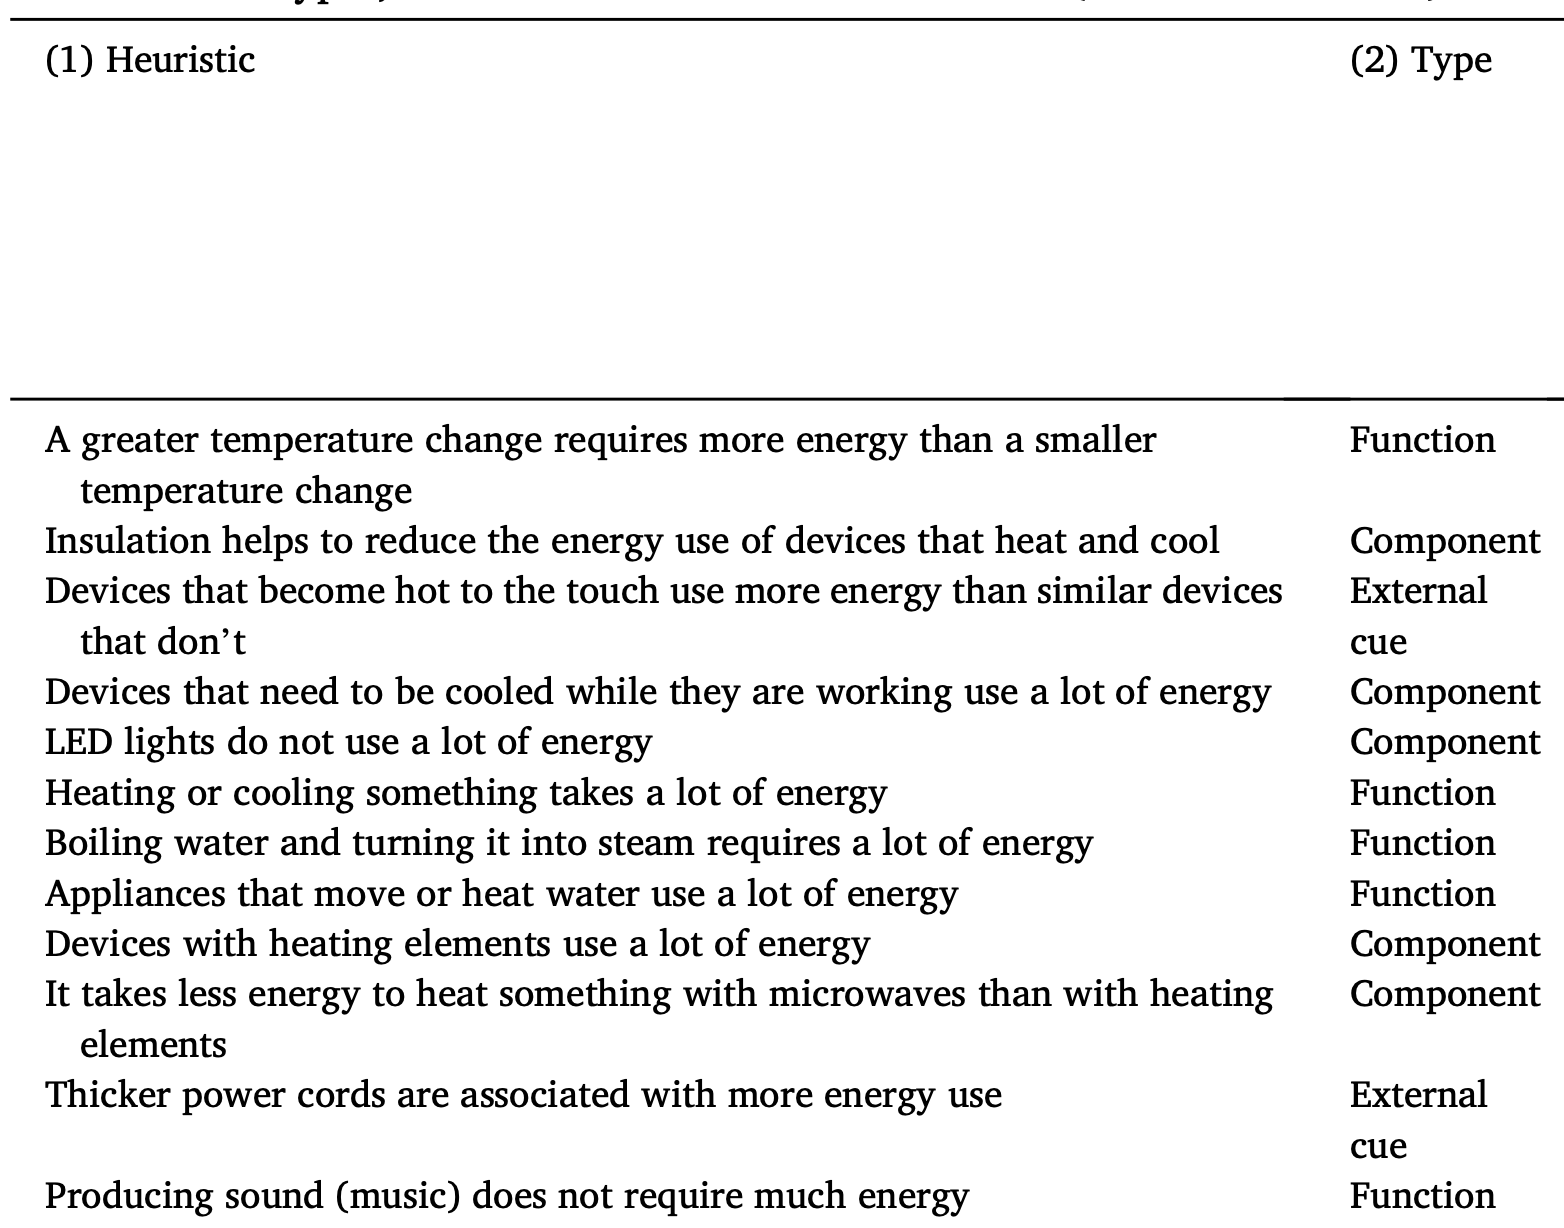 (1) Heuristic (2) Type
A greater temperature change requires more energy than a smaller Function
temperature change
Insulation helps to reduce the energy use of devices that heat and cool Component
Devices that become hot to the touch use more energy than similar devices External
that don't cue
Devices that need to be cooled while they are working use a lot of energy Component
LED lights do not use a lot of energy Component
Heating or cooling something takes a lot of energy Function
Boiling water and turning it into steam requires a lot of energy Function
Appliances that move or heat water use a lot of energy Function
Devices with heating elements use a lot of energy Component
It takes less energy to heat something with microwaves than with heating Component
elements
Thicker power cords are associated with more energy use External
cue
Producing sound (music) does not require much energy Function